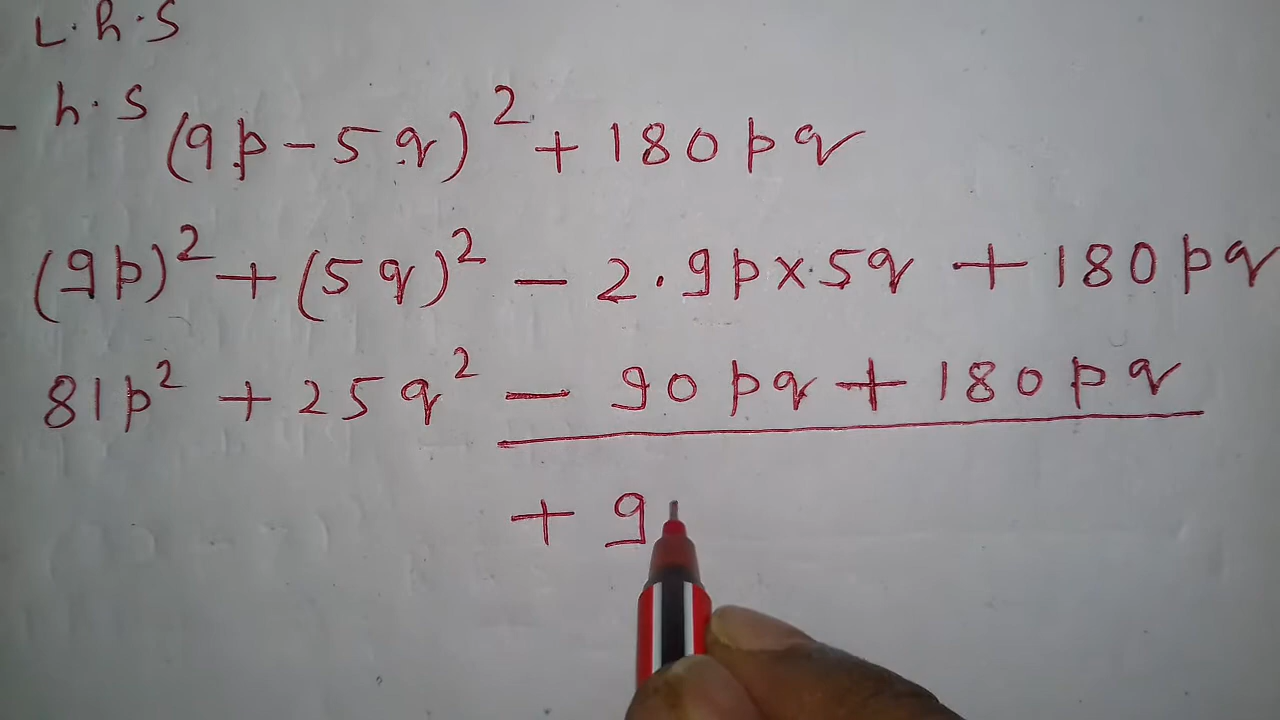 L.h.S
- h.S
(9p-5q)² + 180pq
(9p)² + (5q)² - 2.9p×5q + 180pq
81p² + 25q² - 90pq + 180pq
+ 9